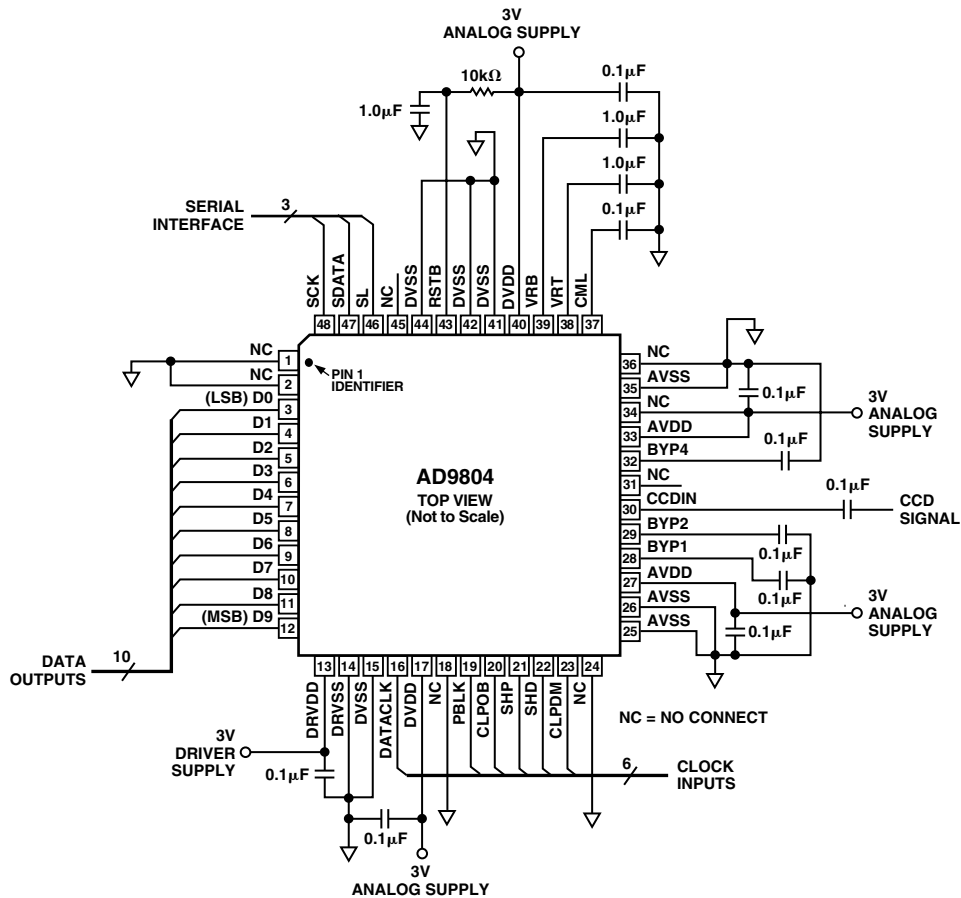 3V
ANALOG SUPPLY
10kΩ
0.1µF
1.0µF
1.0µF
1.0µF
0.1µF
SERIAL
INTERFACE
3
SCK
SDATA
SL
NC
DVSS
RSTB
DVSS
DVSS
DVDD
VRB
VRT
CML
48
47
46
45
44
43
42
41
40
39
38
37
NC 1
NC 2
(LSB) D0 3
D1 4
D2 5
D3 6
D4 7
D5 8
D6 9
D7 10
D8 11
(MSB) D9 12
PIN 1
IDENTIFIER
AD9804
TOP VIEW
(Not to Scale)
36 NC
35 AVSS
34 NC
33 AVDD
32 BYP4
31 NC
30 CCDIN
29 BYP2
28 BYP1
27 AVDD
26 AVSS
25 AVSS
0.1µF
3V
ANALOG
SUPPLY
0.1µF
0.1µF
CCD
SIGNAL
0.1µF
0.1µF
3V
ANALOG
SUPPLY
0.1µF
DATA
OUTPUTS
10
13
14
15
16
17
18
19
20
21
22
23
24
DRVDD
DRVSS
DVSS
DATACLK
DVDD
NC
PBLK
CLPOB
SHP
SHD
CLPDM
NC
NC = NO CONNECT
3V
DRIVER
SUPPLY
0.1µF
6
CLOCK
INPUTS
0.1µF
3V
ANALOG SUPPLY